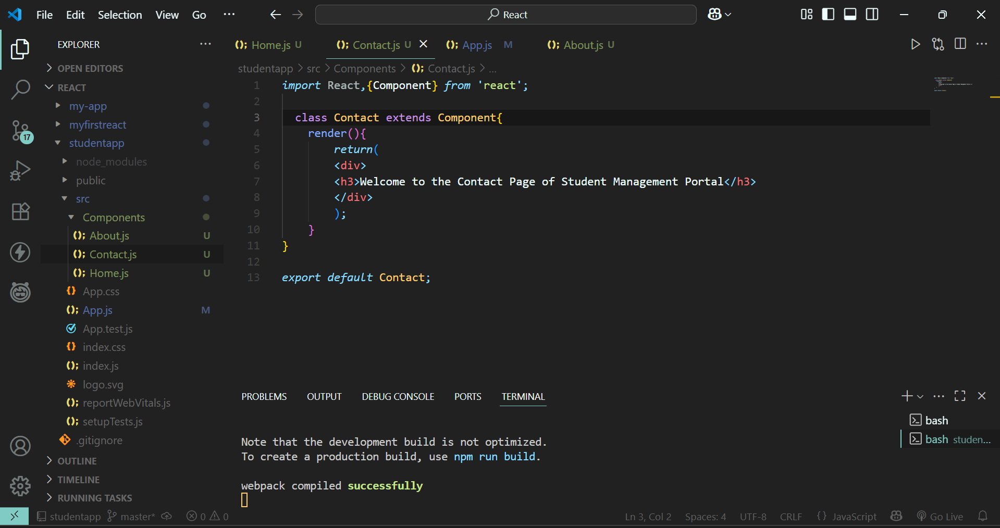 File Edit Selection View Go ··· React
EXPLORER ···
OPEN EDITORS
REACT
my-app
myfirstreact
studentapp
node_modules
public
src
Components
About.js U
Contact.js U
Home.js U
App.css
App.js M
App.test.js
index.css
index.js
logo.svg
reportWebVitals.js
setupTests.js
.gitignore
OUTLINE
TIMELINE
RUNNING TASKS
17
Home.js U Contact.js U App.js M About.js U
studentapp > src > Components > Contact.js > ...
1 import React,{Component} from 'react';
2
3 class Contact extends Component{
4 render(){
5 return(
6 <div>
7 <h3>Welcome to the Contact Page of Student Management Portal</h3>
8 </div>
9 );
10 }
11 }
12
13 export default Contact;
PROBLEMS OUTPUT DEBUG CONSOLE PORTS TERMINAL
Note that the development build is not optimized.
To create a production build, use npm run build.
webpack compiled successfully
bash
bash studen...
studentapp master* 0 0 Ln 3, Col 2 Spaces: 4 UTF-8 CRLF {} JavaScript Go Live